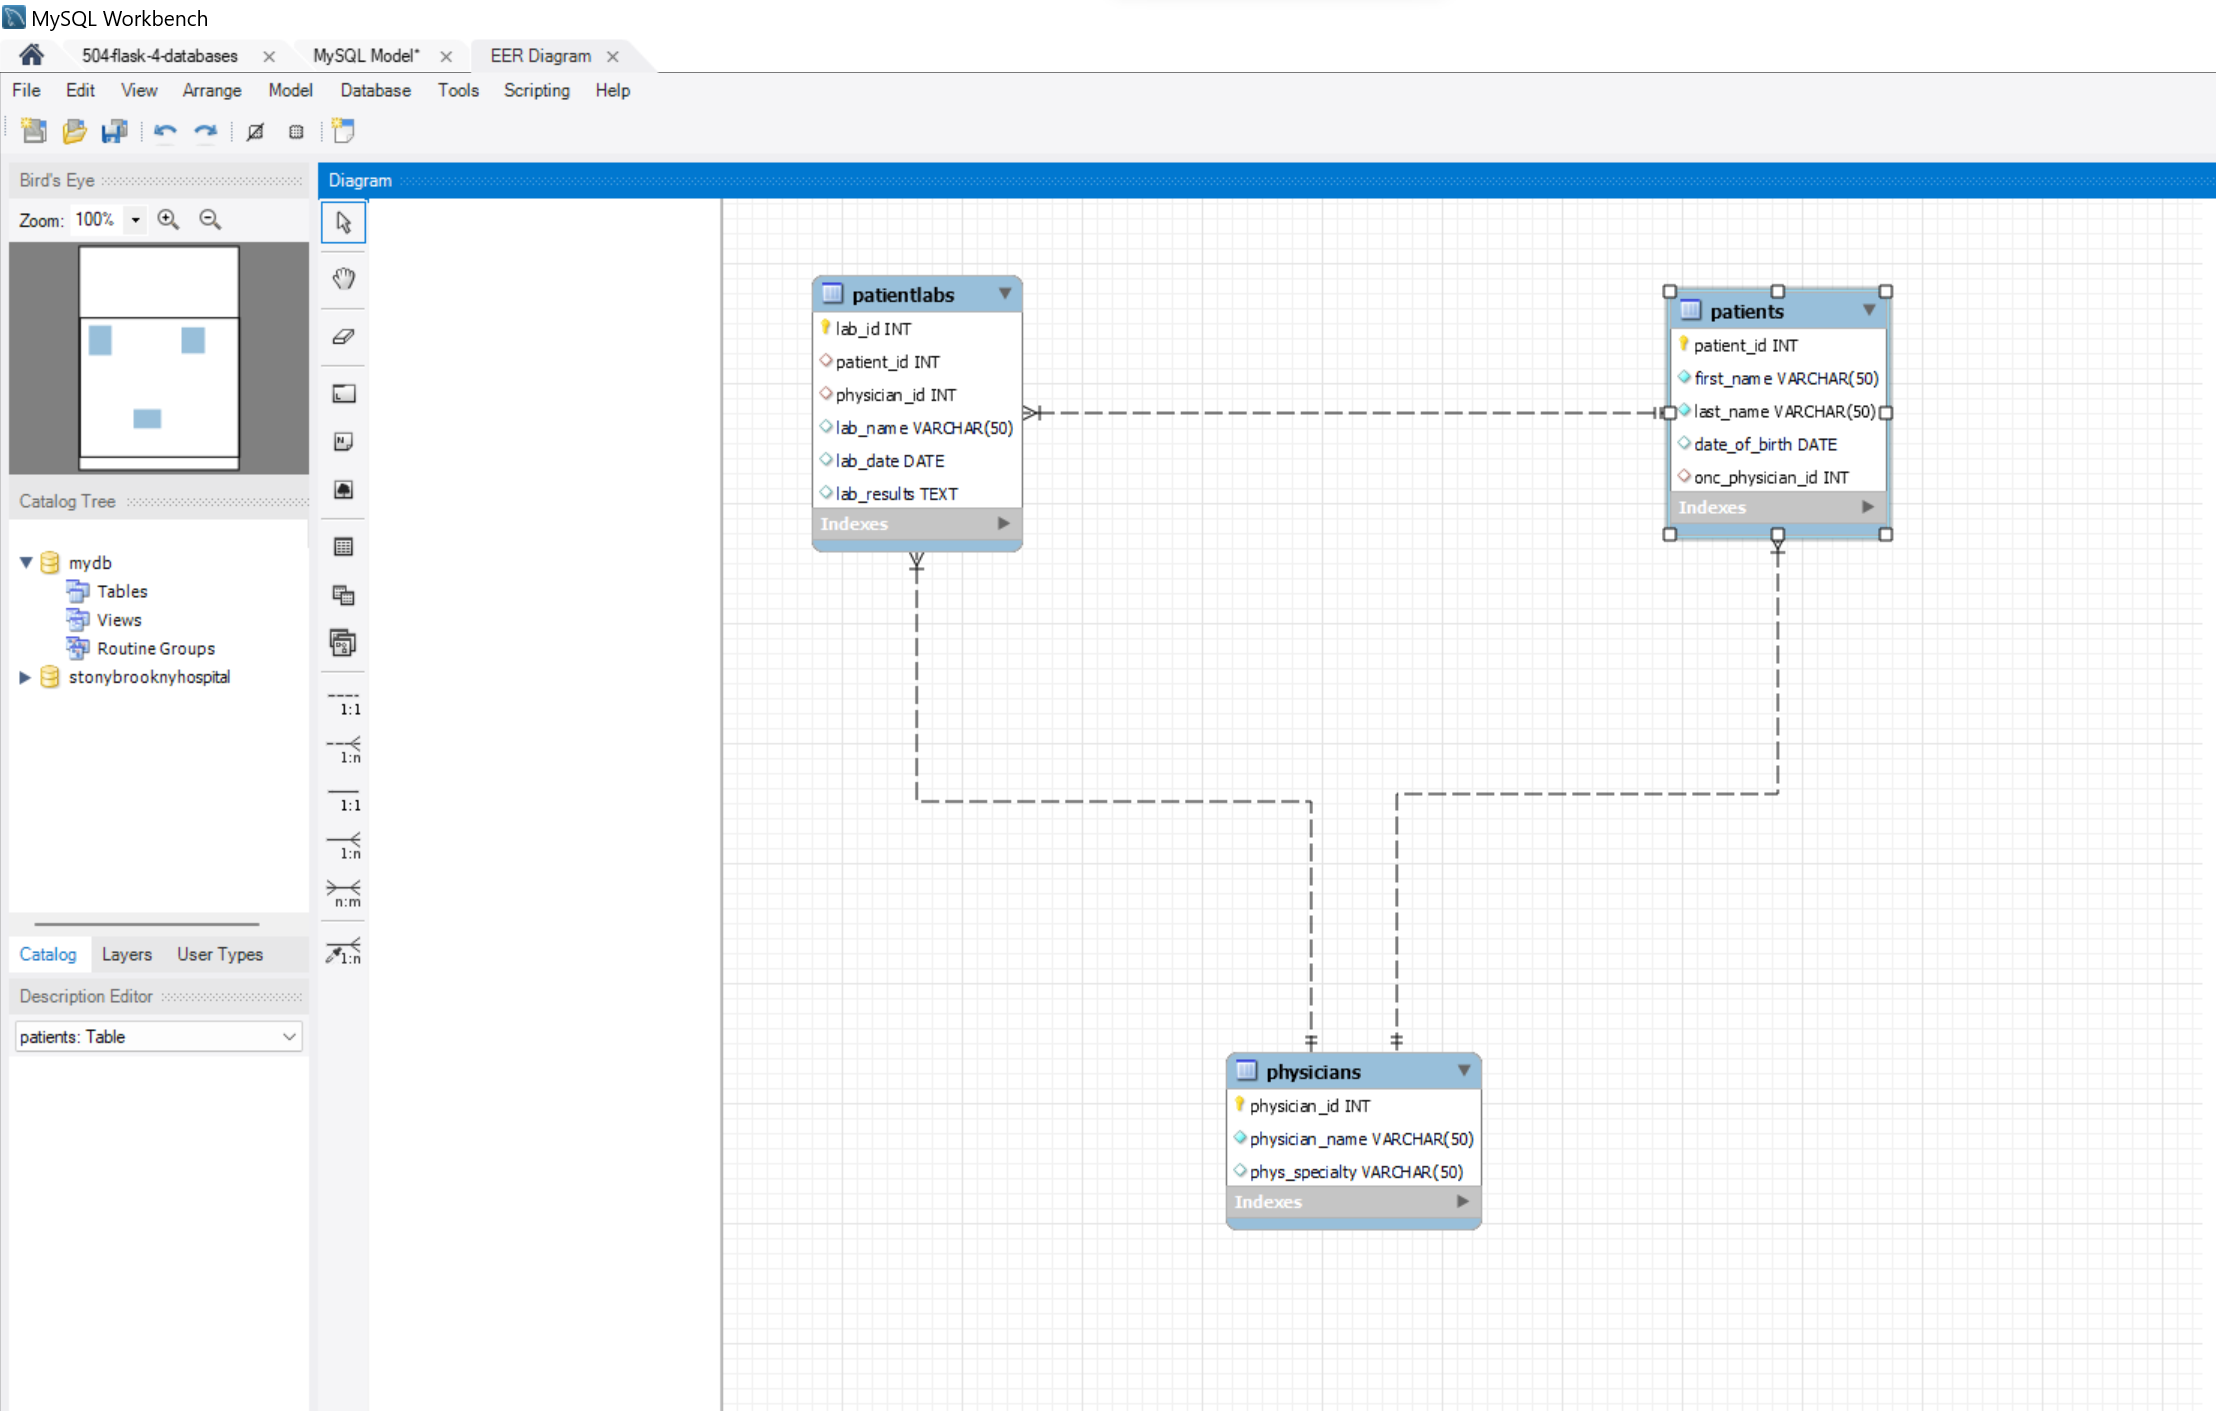 MySQL Workbench
504-flask-4-databases
MySQL Model*
EER Diagram
File Edit View Arrange Model Database Tools Scripting Help
Bird's Eye
Zoom: 100%
Catalog Tree
mydb
Tables
Views
Routine Groups
stonybrooknyhospital
Catalog Layers User Types
Description Editor
patients: Table
Diagram
1:1
1:n
1:1
1:n
n:m
1:n
patientlabs
lab_id INT
patient_id INT
physician_id INT
lab_name VARCHAR(50)
lab_date DATE
lab_results TEXT
Indexes
patients
patient_id INT
first_name VARCHAR(50)
last_name VARCHAR(50)
date_of_birth DATE
onc_physician_id INT
Indexes
physicians
physician_id INT
physician_name VARCHAR(50)
phys_specialty VARCHAR(50)
Indexes